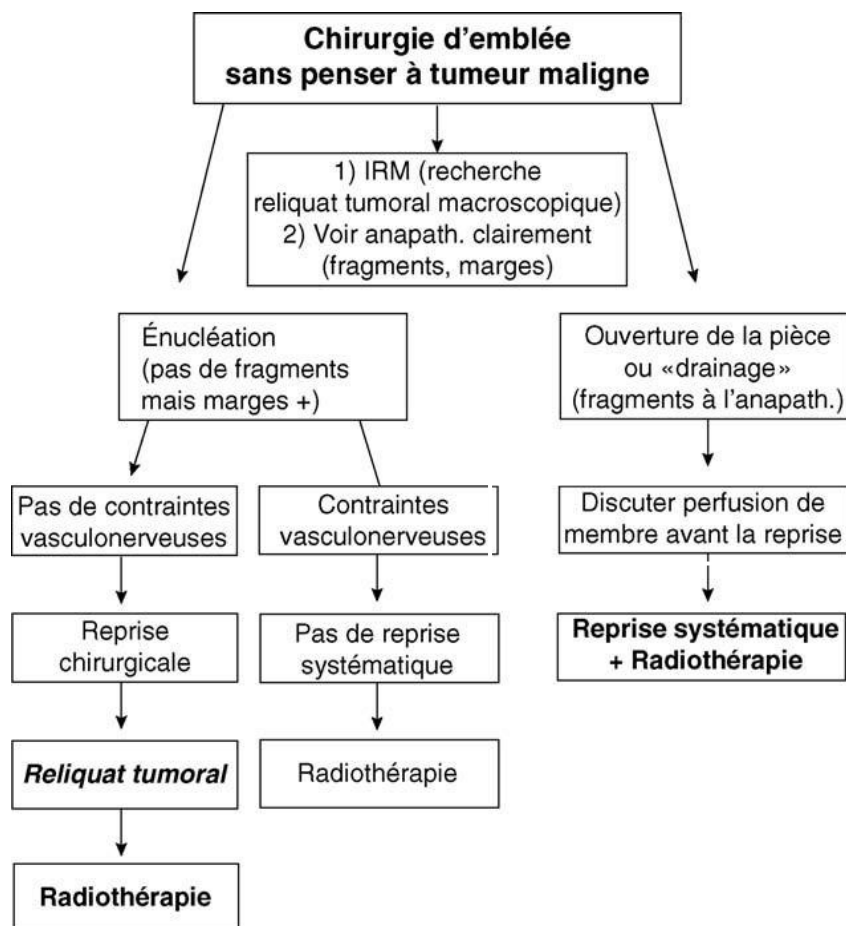 Chirurgie d'emblée
sans penser à tumeur maligne
1) IRM (recherche
reliquat tumoral macroscopique)
2) Voir anapath. clairement
(fragments, marges)
Énucléation
(pas de fragments
mais marges +)
Ouverture de la pièce
ou «drainage»
(fragments à l'anapath.)
Pas de contraintes
vasculonerveuses
Contraintes
vasculonerveuses
Discuter perfusion de
membre avant la reprise
Reprise
chirurgicale
Pas de reprise
systématique
Reprise systématique
+ Radiothérapie
Reliquat tumoral
Radiothérapie
Radiothérapie